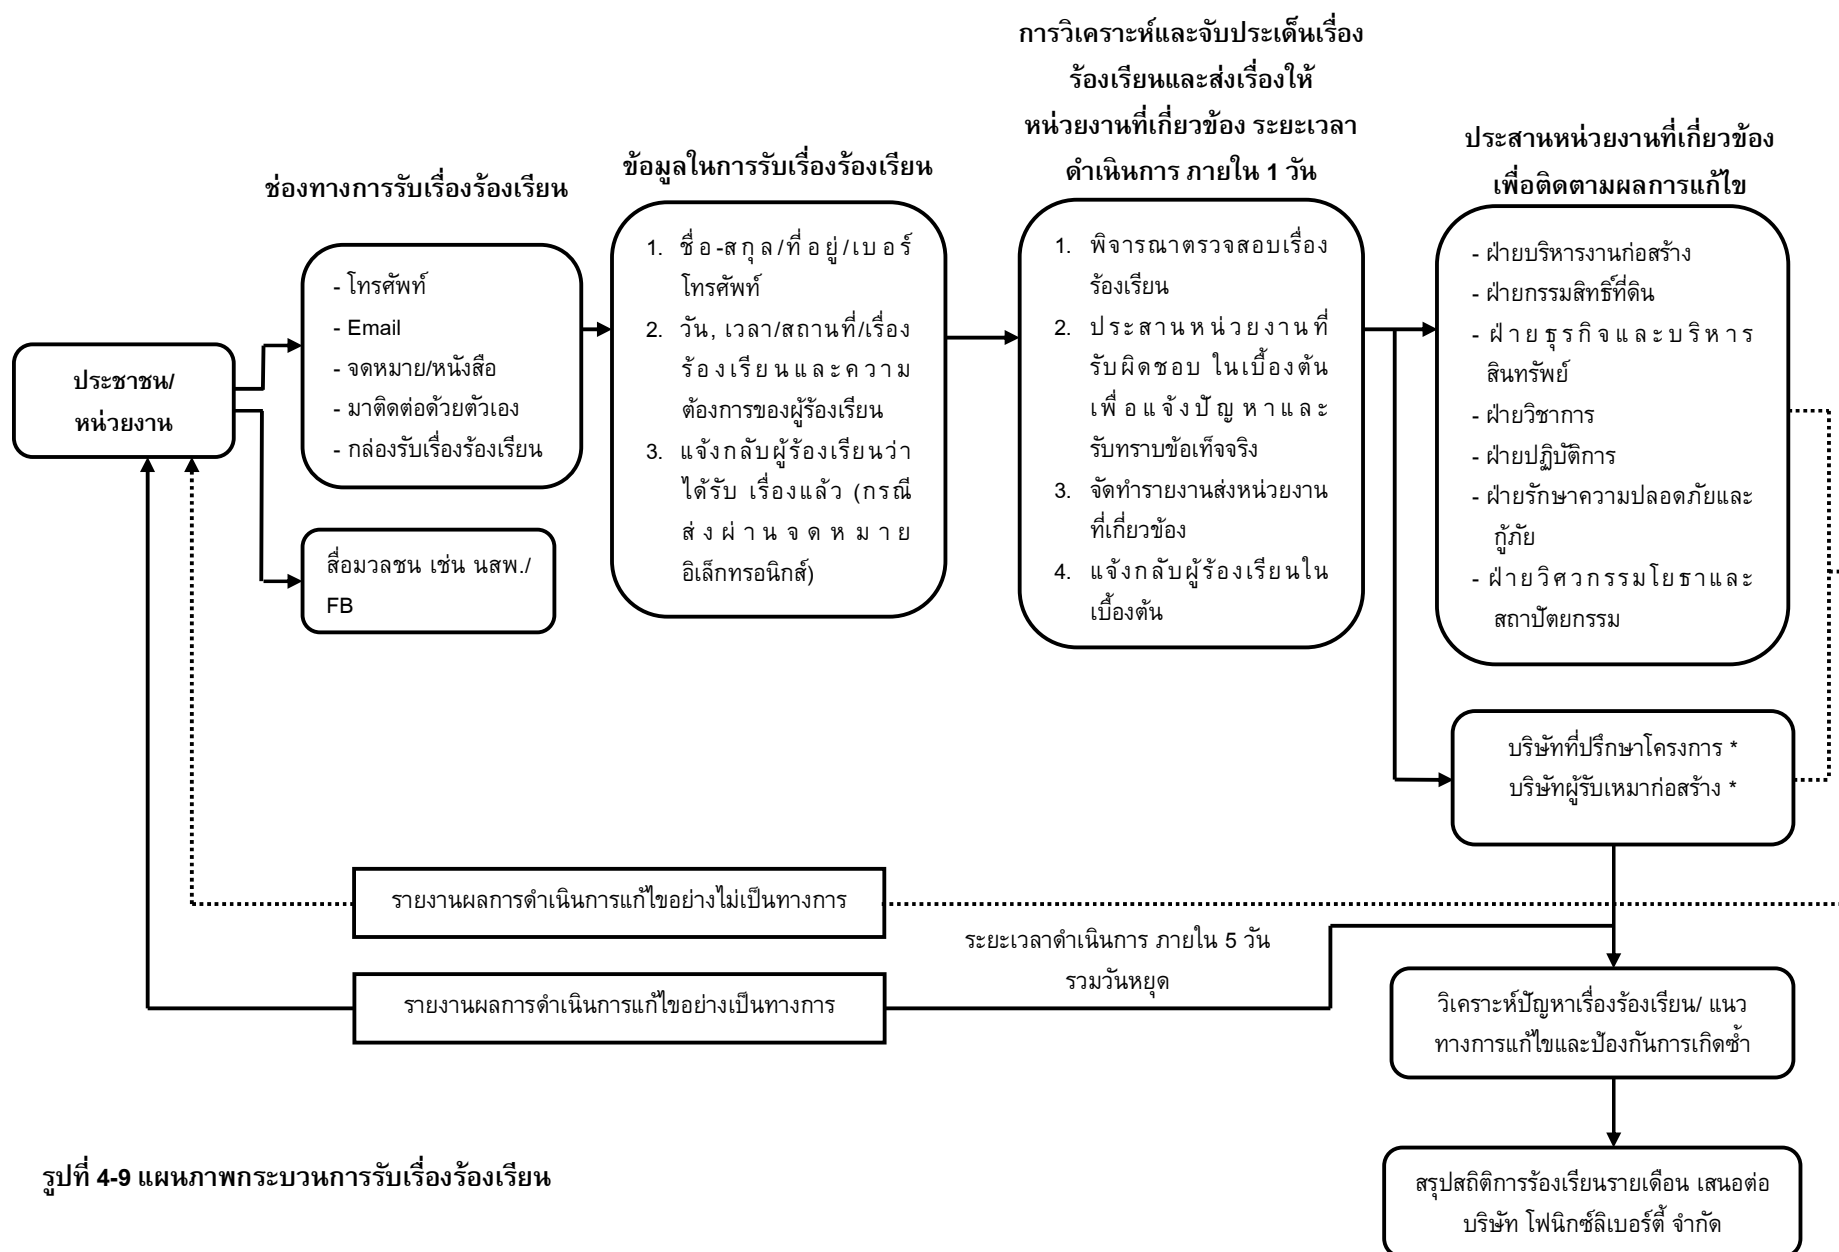 การวิเคราะห์และจับประเด็นเรื่อง
ร้องเรียนและส่งเรื่องให้
หน่วยงานที่เกี่ยวข้อง ระยะเวลา
ดำเนินการ ภายใน 1 วัน
ประสานหน่วยงานที่เกี่ยวข้อง
เพื่อติดตามผลการแก้ไข
ข้อมูลในการรับเรื่องร้องเรียน
ช่องทางการรับเรื่องร้องเรียน
ประชาชน/
หน่วยงาน
- โทรศัพท์
- Email
- จดหมาย/หนังสือ
- มาติดต่อด้วยตัวเอง
- กล่องรับเรื่องร้องเรียน
สื่อมวลชน เช่น นสพ./
FB
1. ชื่อ-สกุล/ที่อยู่/เบอร์
โทรศัพท์
2. วัน, เวลา/สถานที่/เรื่อง
ร้องเรียนและความ
ต้องการของผู้ร้องเรียน
3. แจ้งกลับผู้ร้องเรียนว่า
ได้รับ เรื่องแล้ว (กรณี
ส่งผ่านจดหมาย
อิเล็กทรอนิกส์)
1. พิจารณาตรวจสอบเรื่อง
ร้องเรียน
2. ประสานหน่วยงานที่
รับผิดชอบ ในเบื้องต้น
เพื่อแจ้งปัญหาและ
รับทราบข้อเท็จจริง
3. จัดทำรายงานส่งหน่วยงาน
ที่เกี่ยวข้อง
4. แจ้งกลับผู้ร้องเรียนใน
เบื้องต้น
- ฝ่ายบริหารงานก่อสร้าง
- ฝ่ายกรรมสิทธิ์ที่ดิน
- ฝ่ายธุรกิจและบริหาร
สินทรัพย์
- ฝ่ายวิชาการ
- ฝ่ายปฏิบัติการ
- ฝ่ายรักษาความปลอดภัยและ
กู้ภัย
- ฝ่ายวิศวกรรมโยธาและ
สถาปัตยกรรม
บริษัทที่ปรึกษาโครงการ *
บริษัทผู้รับเหมาก่อสร้าง *
รายงานผลการดำเนินการแก้ไขอย่างไม่เป็นทางการ
ระยะเวลาดำเนินการ ภายใน 5 วัน
รวมวันหยุด
รายงานผลการดำเนินการแก้ไขอย่างเป็นทางการ
วิเคราะห์ปัญหาเรื่องร้องเรียน/ แนว
ทางการแก้ไขและป้องกันการเกิดซ้ำ
สรุปสถิติการร้องเรียนรายเดือน เสนอต่อ
บริษัท โฟนิกซ์ลิเบอร์ตี้ จำกัด
รูปที่ 4-9 แผนภาพกระบวนการรับเรื่องร้องเรียน